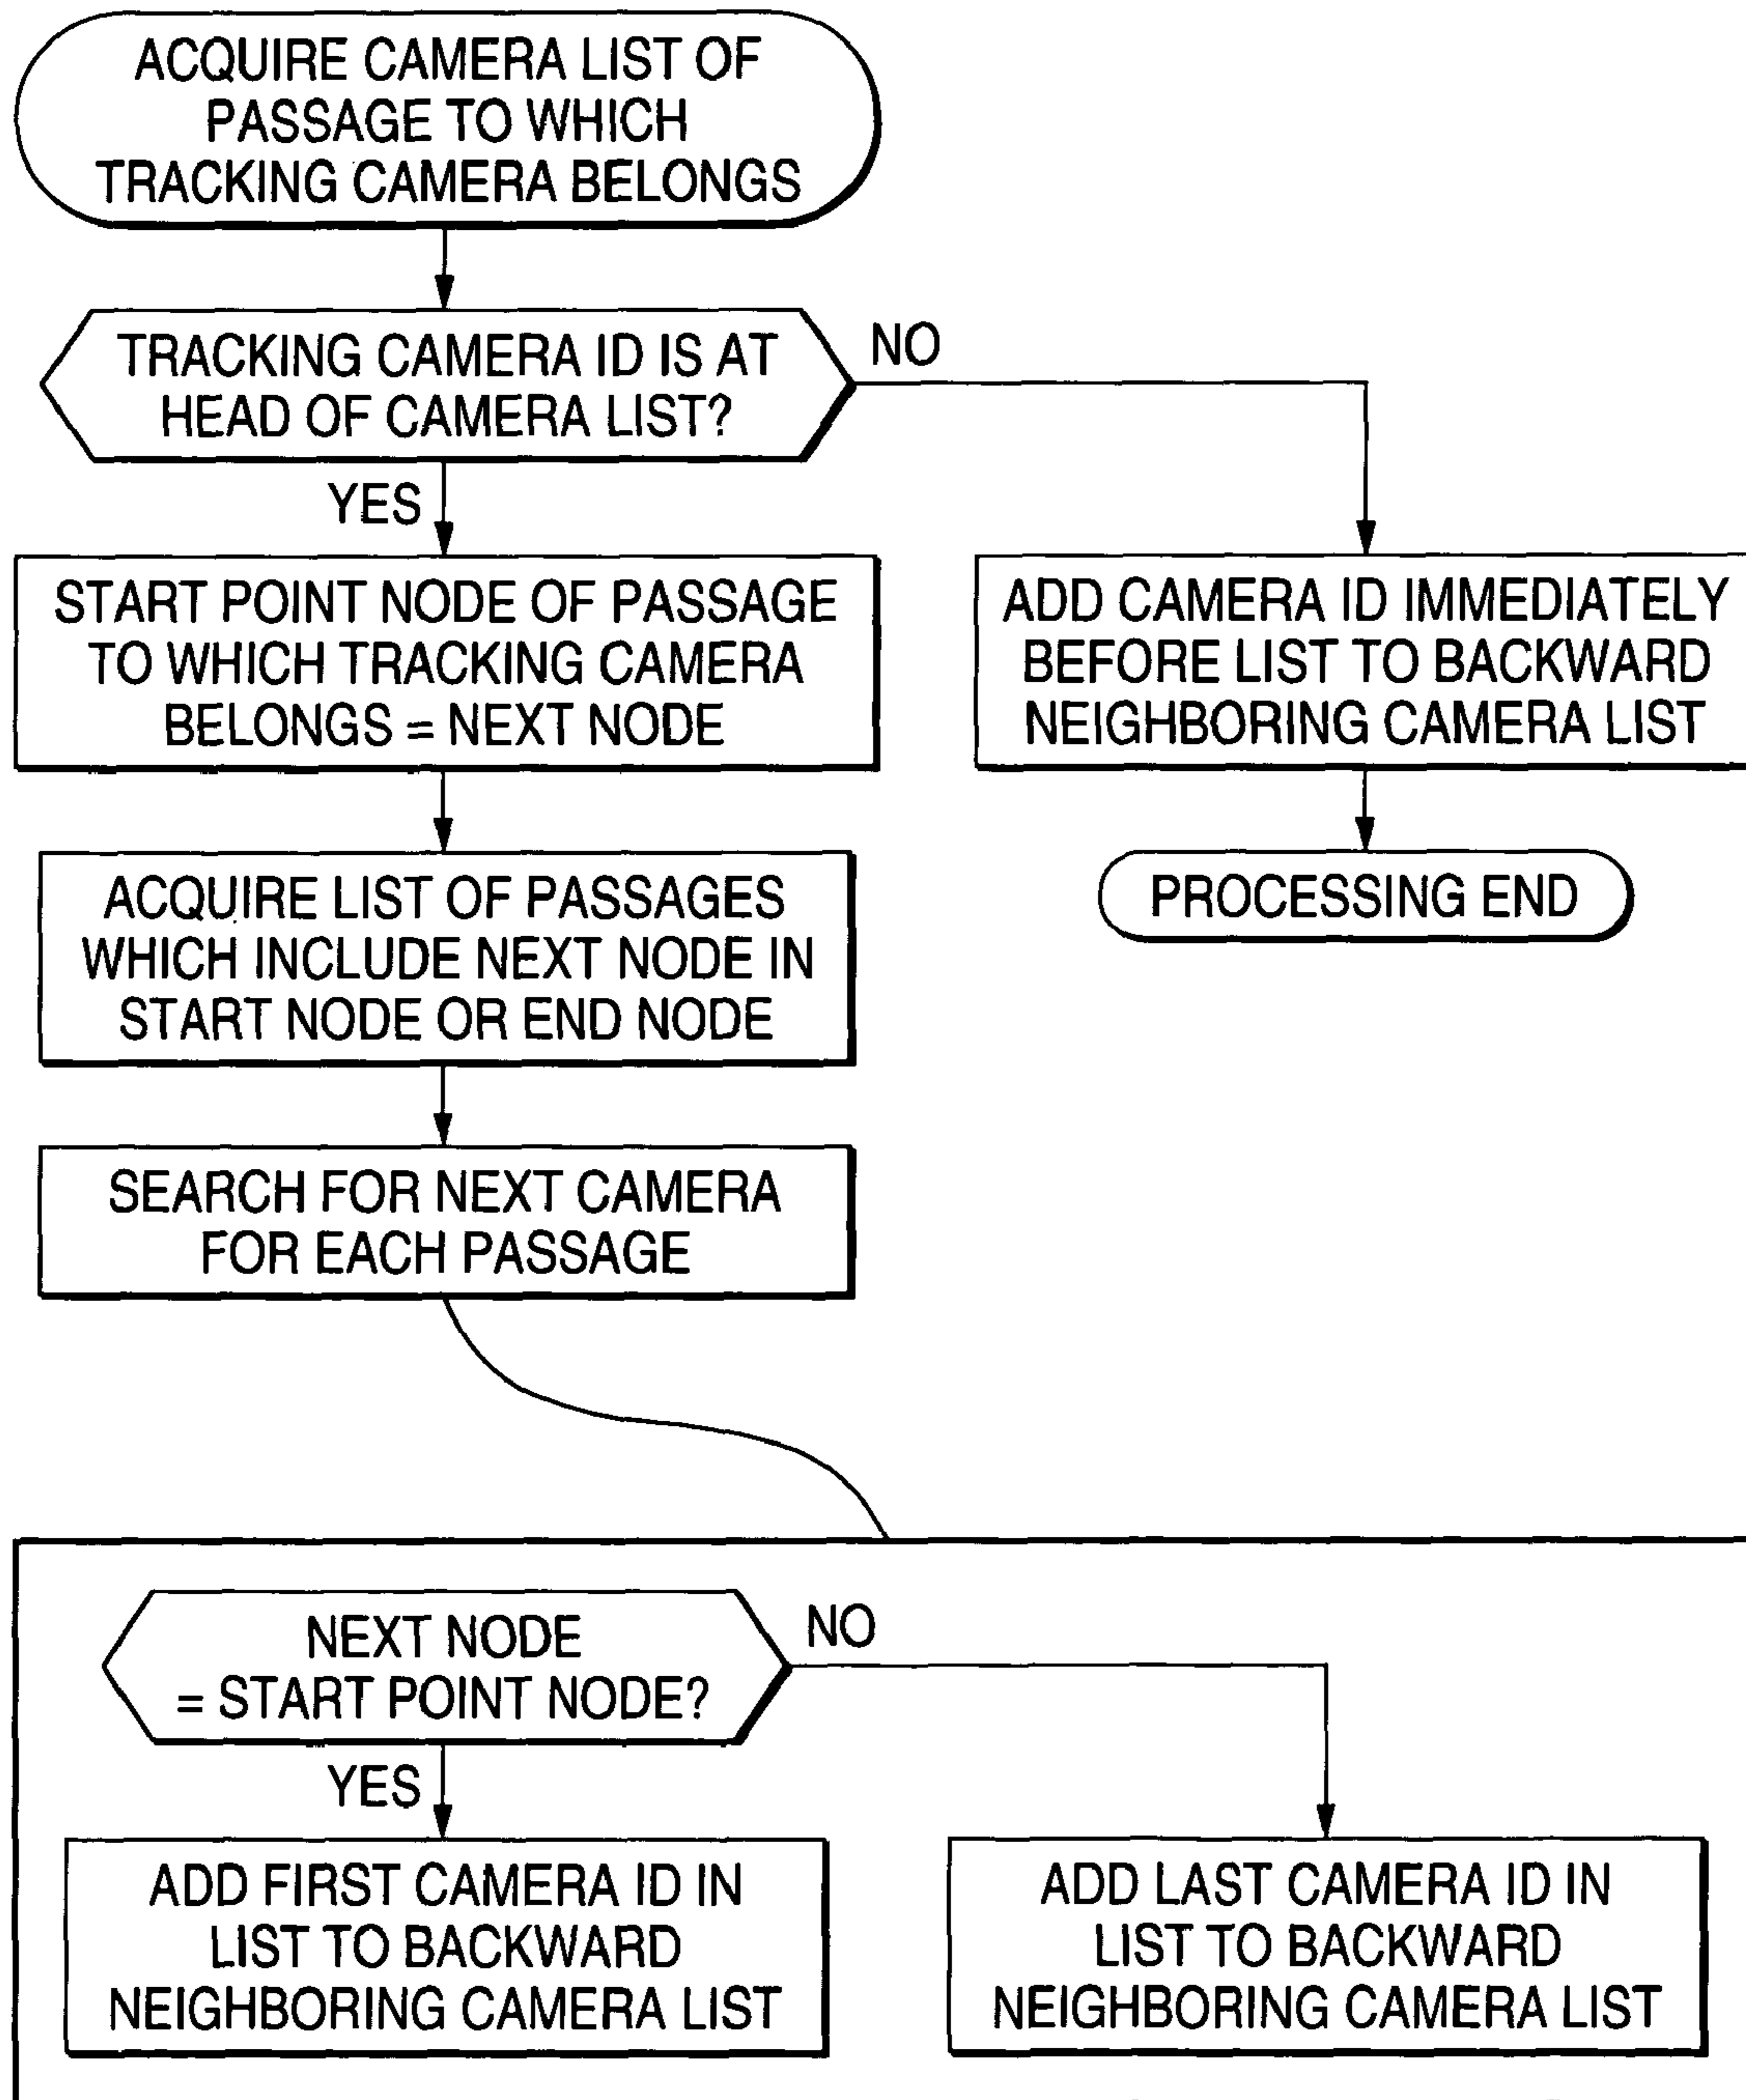 ACQUIRE CAMERA LIST OF
PASSAGE TO WHICH
TRACKING CAMERA BELONGS
TRACKING CAMERA ID IS AT
HEAD OF CAMERA LIST?
NO
YES
START POINT NODE OF PASSAGE
TO WHICH TRACKING CAMERA
BELONGS = NEXT NODE
ADD CAMERA ID IMMEDIATELY
BEFORE LIST TO BACKWARD
NEIGHBORING CAMERA LIST
ACQUIRE LIST OF PASSAGES
WHICH INCLUDE NEXT NODE IN
START NODE OR END NODE
PROCESSING END
SEARCH FOR NEXT CAMERA
FOR EACH PASSAGE
NEXT NODE
= START POINT NODE?
NO
YES
ADD FIRST CAMERA ID IN
LIST TO BACKWARD
NEIGHBORING CAMERA LIST
ADD LAST CAMERA ID IN
LIST TO BACKWARD
NEIGHBORING CAMERA LIST